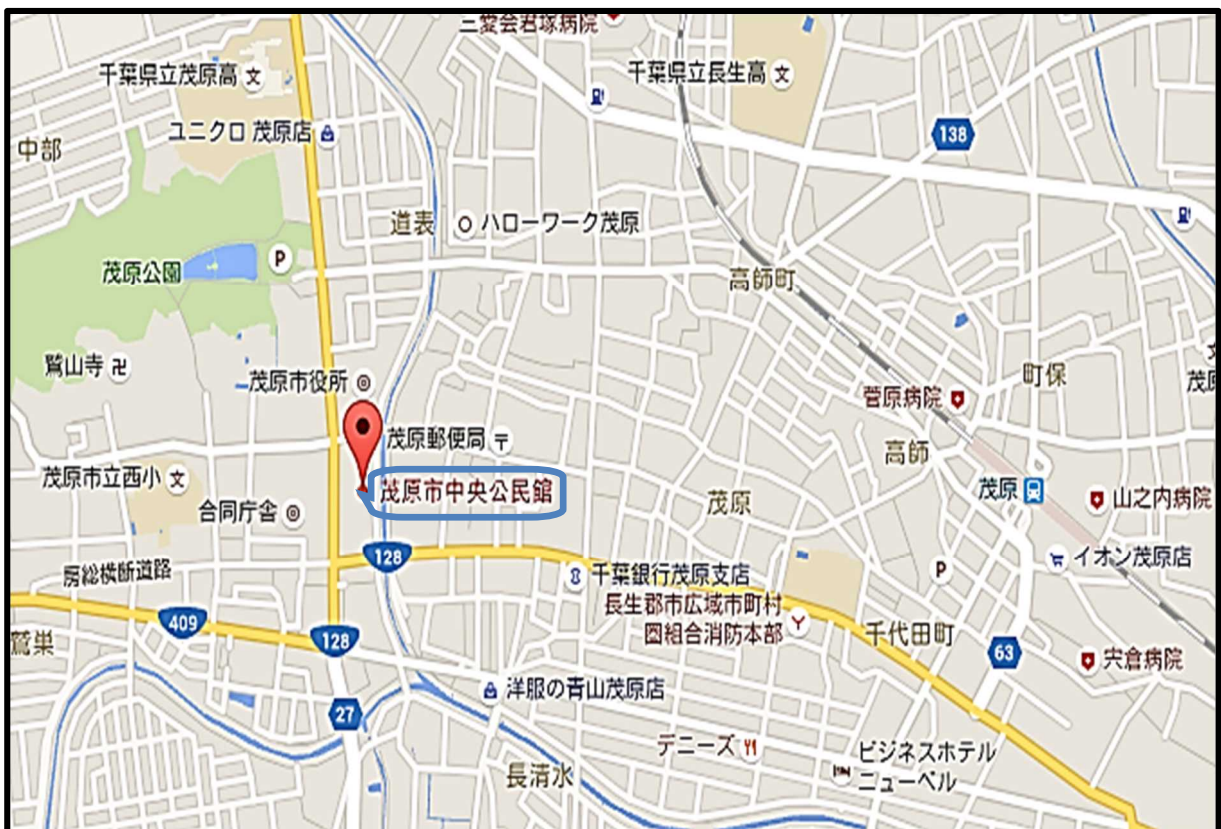 三愛会君塚病院
千葉県立茂原高
千葉県立長生高
ユニクロ 茂原店
138
中部
道表
ハローワーク茂原
P
茂原公園
高師町
鷲山寺
茂原市役所
町保
茂原
菅原病院
茂原郵便局
高師
茂原市立西小
茂原市中央公民館
茂原
茂原
山之内病院
合同庁舎
128
イオン茂原店
房総横断道路
千葉銀行茂原支店
P
長生郡市広域市町村
圏組合消防本部
409
128
千代田町
鷲巣
63
宍倉病院
洋服の青山茂原店
27
デニーズ
ビジネスホテル
ニューベル
長清水